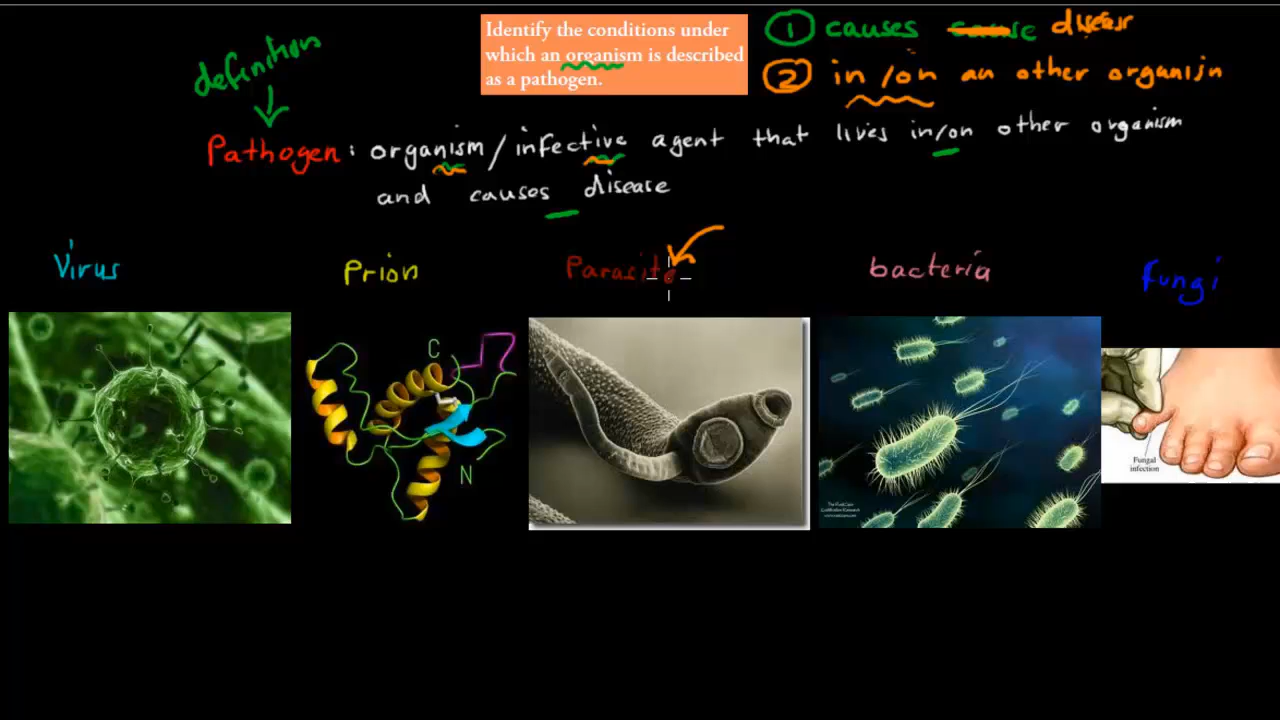 Identify the conditions under
which an organism is described
as a pathogen.
① causes cause disease
② in/on an other organism
definition
Pathogen: organism/infective agent that lives in/on other organism
and causes disease
Virus
Prion
Parasite
bacteria
Fungi
C
N
Fungal
infection